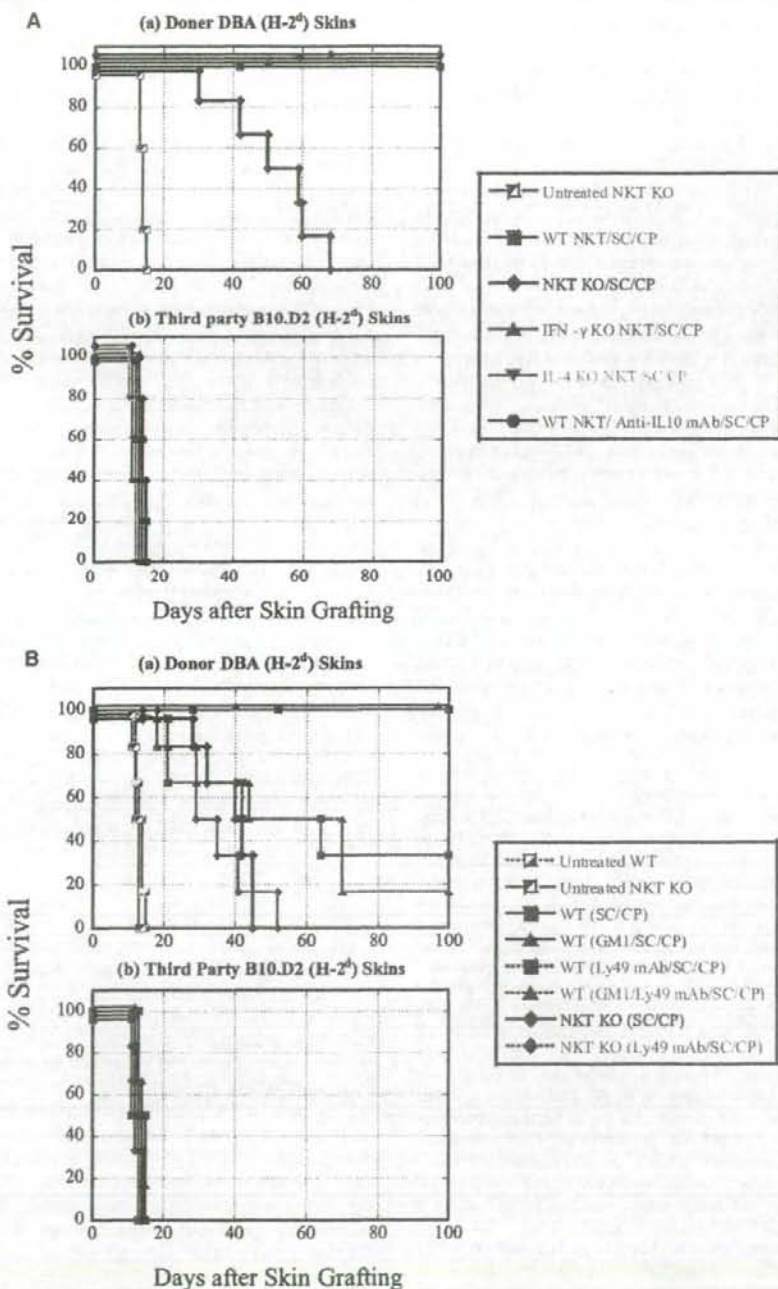 A
(a) Doner DBA (H-2ᵈ) Skins
100
80
60
40
20
0
0 20 40 60 80 100
% Survival
(b) Third party B10.D2 (H-2ᵈ) Skins
100
80
60
40
20
0
0 20 40 60 80 100
Days after Skin Grafting
Untreated NKT KO
WT NKT/SC/CP
NKT KO/SC/CP
IFN -γ KO NKT/SC/CP
IL-4 KO NKT SC/CP
WT NKT/ Anti-IL10 mAb/SC/CP
B
(a) Donor DBA (H-2ᵈ) Skins
100
80
60
40
20
0
0 20 40 60 80 100
% Survival
(b) Third Party B10.D2 (H-2ᵈ) Skins
100
80
60
40
20
0
0 20 40 60 80 100
Days after Skin Grafting
Untreated WT
Untreated NKT KO
WT (SC/CP)
WT (GM1/SC/CP)
WT (Ly49 mAb/SC/CP)
WT (GM1/Ly49 mAb/SC/CP)
NKT KO (SC/CP)
NKT KO (Ly49 mAb/SC/CP)